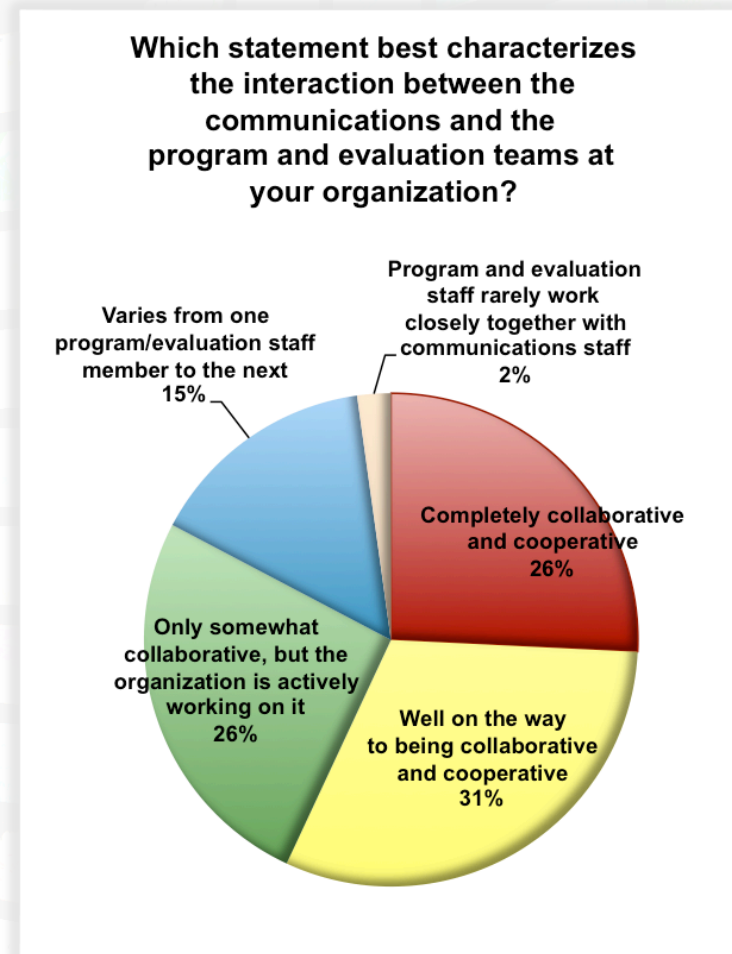 Which statement best characterizes
the interaction between the
communications and the
program and evaluation teams at
your organization?
Program and evaluation
staff rarely work
closely together with
communications staff
2%
Varies from one
program/evaluation staff
member to the next
15%
Completely collaborative
and cooperative
26%
Only somewhat
collaborative, but the
organization is actively
working on it
26%
Well on the way
to being collaborative
and cooperative
31%